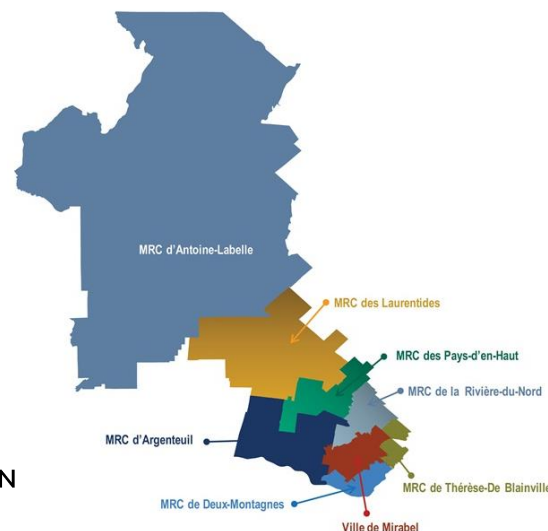 MRC d'Antoine-Labelle
MRC des Laurentides
MRC des Pays-d'en-Haut
MRC de la Rivière-du-Nord
MRC d'Argenteuil
N
MRC de Thérèse-De Blainville
MRC de Deux-Montagnes
Ville de Mirabel